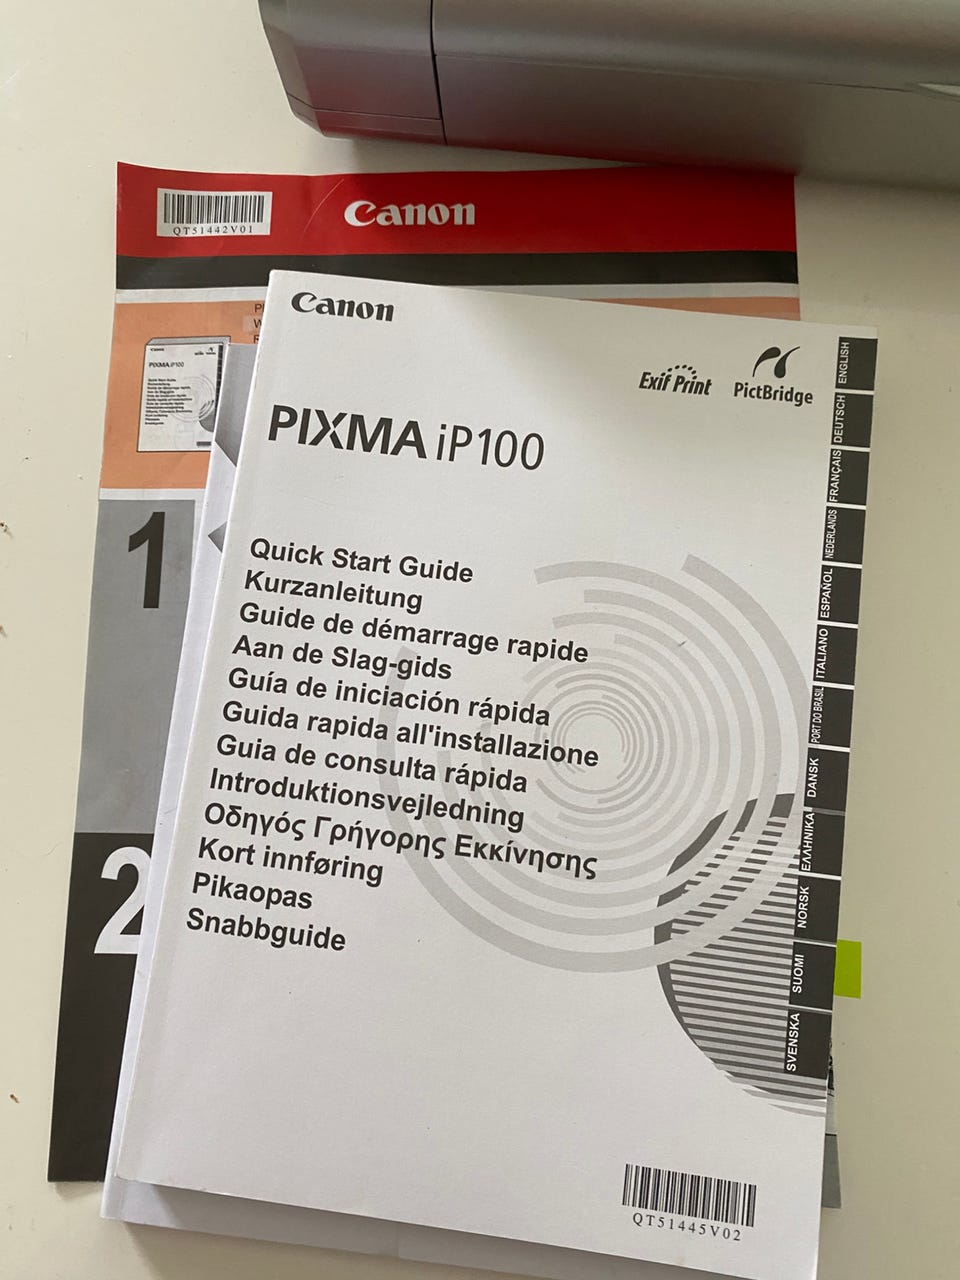 QT51442V01
Canon
PIXMA iP100
1
2
Canon
Exif Print
PictBridge
PIXMA iP100
Quick Start Guide
Kurzanleitung
Guide de démarrage rapide
Aan de Slag-gids
Guía de iniciación rápida
Guida rapida all'installazione
Guia de consulta rápida
Introduktionsvejledning
Οδηγός Γρήγορης Εκκίνησης
Kort innføring
Pikaopas
Snabbguide
ENGLISH
DEUTSCH
FRANÇAIS
NEDERLANDS
ESPAÑOL
ITALIANO
PORT DO BRASIL
DANSK
ΕΛΛΗΝΙΚΑ
NORSK
SUOMI
SVENSKA
QT51445V02